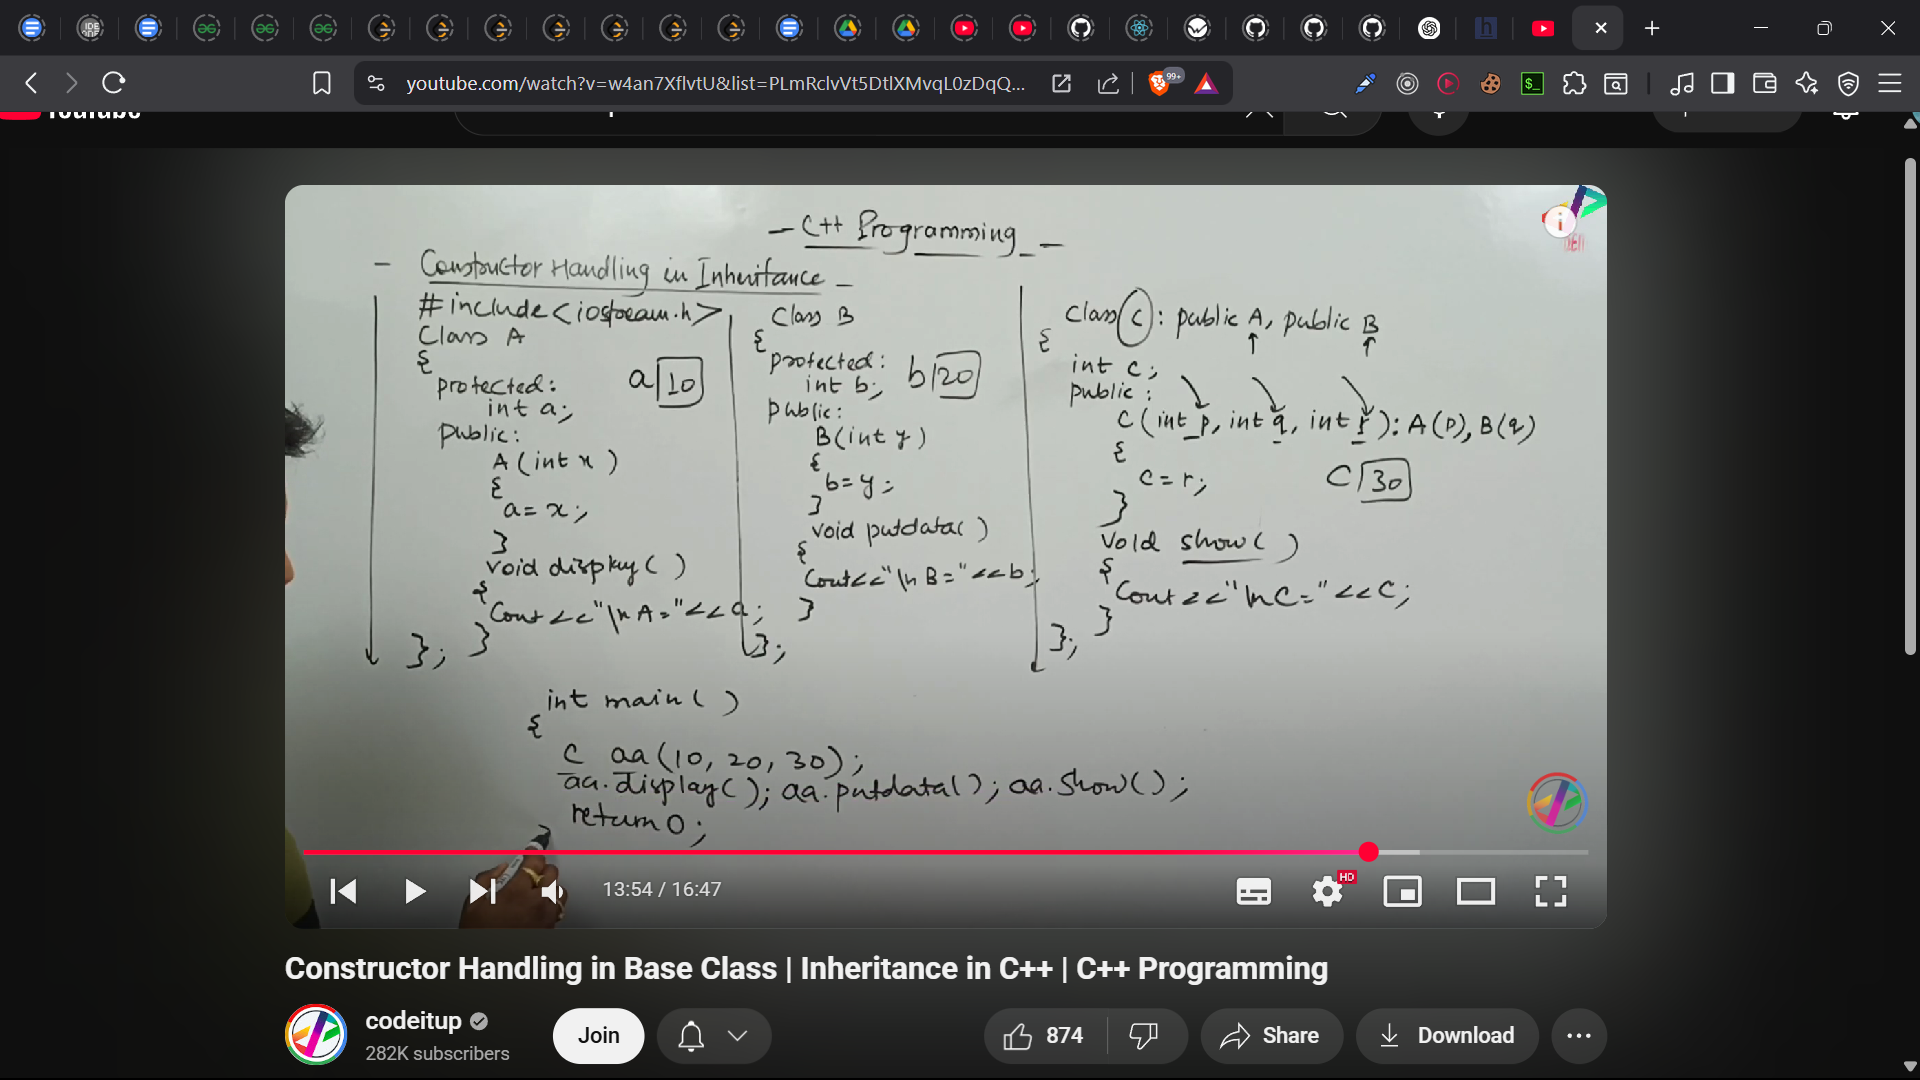 youtube.com/watch?v=w4an7XflvtU&list=PLmRclvVt5DtlXMvqL0zDqQ...
99+
- C++ Programming -
- Constructor Handling in Inheritance -
#include<iostream.h>
Class A
{
protected:
int a;
a 10
public:
A(int x)
{
a = x;
}
void display( )
{
Cout<<"\n A="<<a;
}
};
Class B
{
protected:
int b;
b 20
public:
B(int y)
{
b=y;
}
void putdata( )
{
Cout<<"\n B="<<b;
}
};
Class C : public A, public B
{
int c;
public:
C(int p, int q, int r): A(p), B(q)
{
c = r;
C 30
}
void show( )
{
Cout<<"\nC="<<C;
}
};
int main( )
{
C aa(10, 20, 30);
aa.display(); aa.putdata(); aa.show();
return 0;
13:54 / 16:47
HD
Constructor Handling in Base Class | Inheritance in C++ | C++ Programming
codeitup
282K subscribers
Join
874
Share
Download